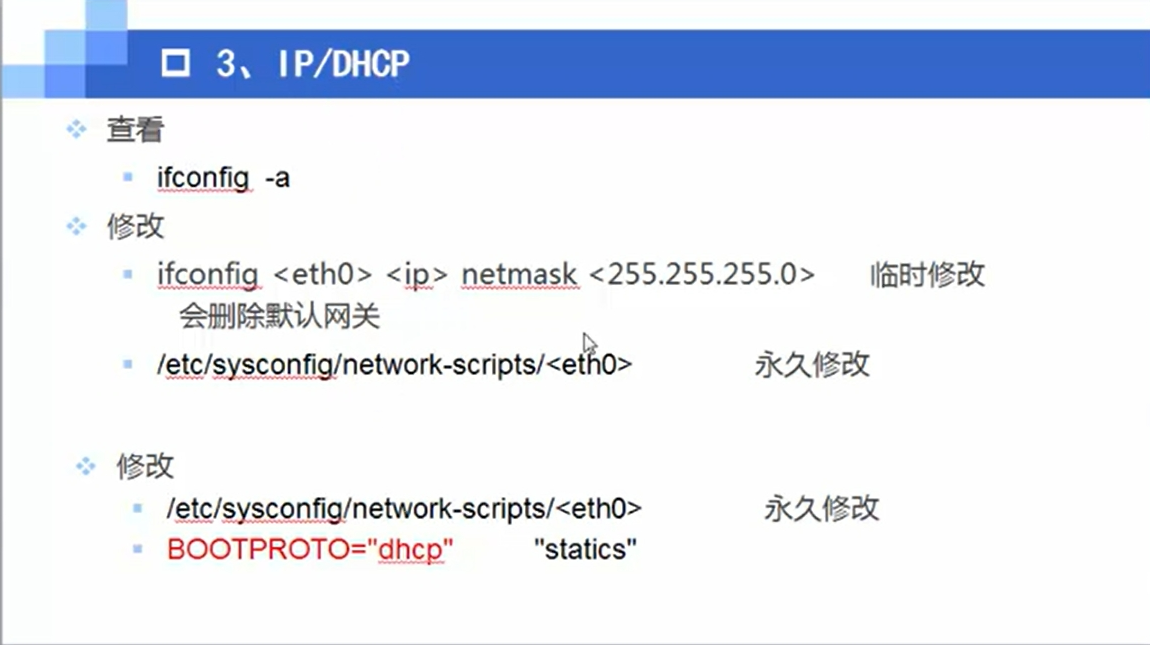 3、IP/DHCP
查看
ifconfig -a
修改
ifconfig <eth0> <ip> netmask <255.255.255.0> 临时修改
会删除默认网关
/etc/sysconfig/network-scripts/<eth0> 永久修改
修改
/etc/sysconfig/network-scripts/<eth0> 永久修改
BOOTPROTO="dhcp" "statics"